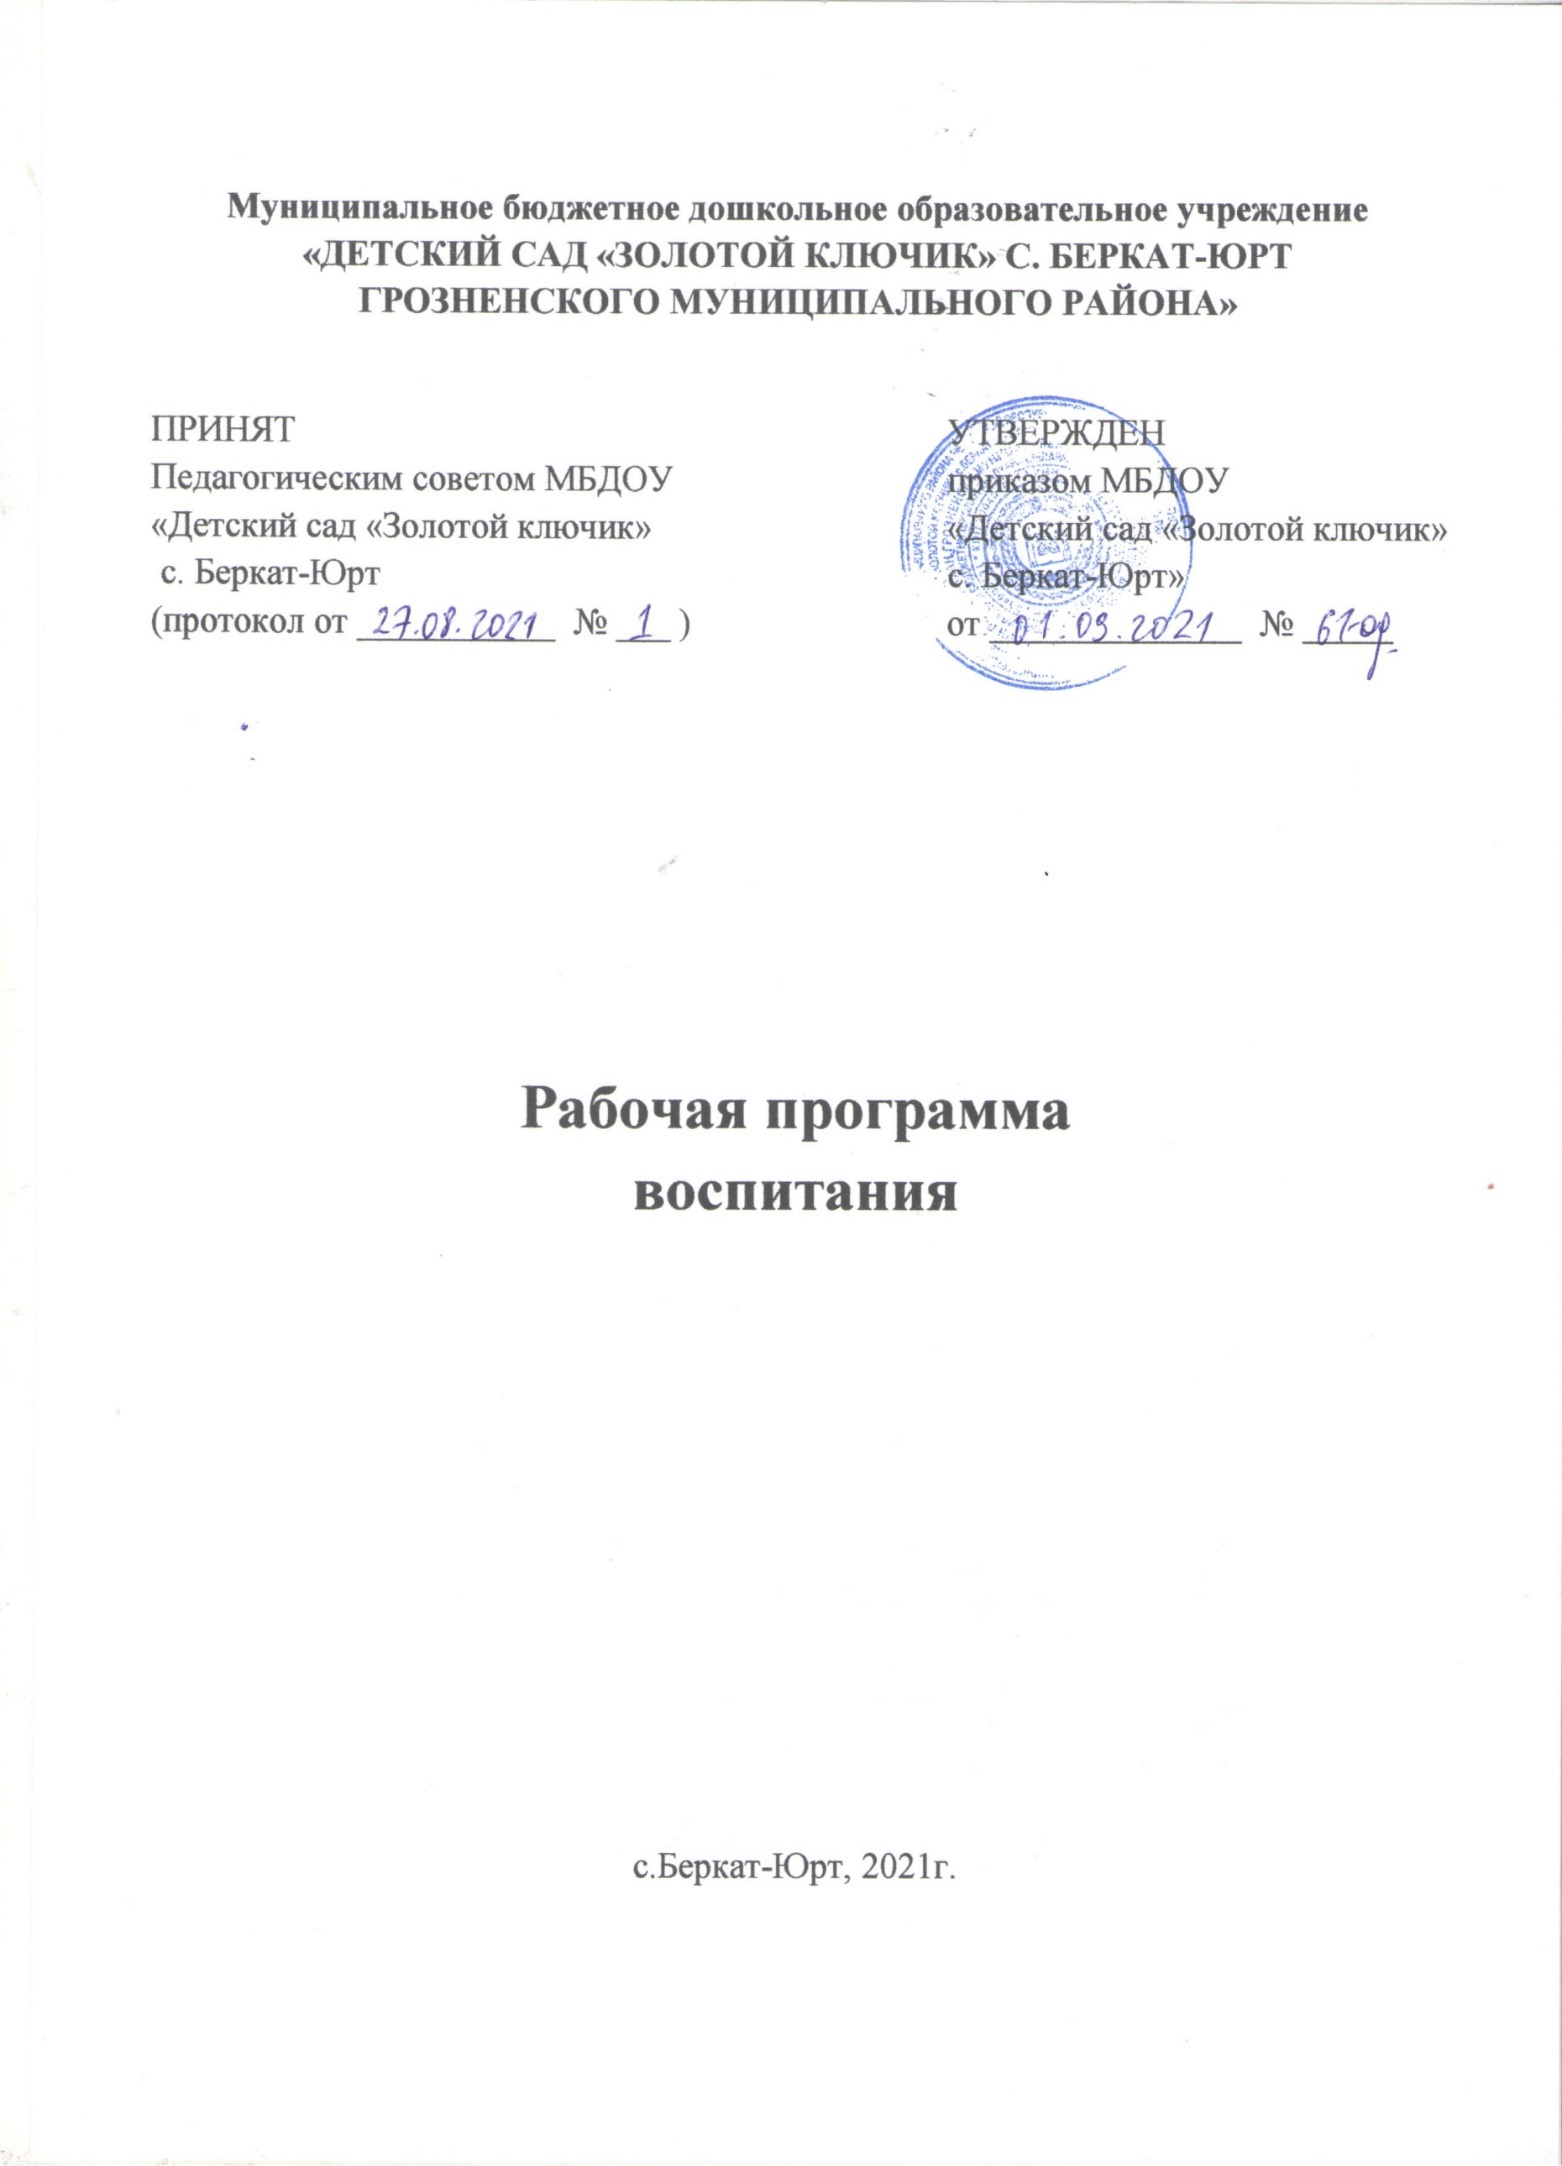 Муниципальное бюджетное дошкольное образовательное учреждение
«ДЕТСКИЙ САД «ЗОЛОТОЙ КЛЮЧИК» С. БЕРКАТ-ЮРТ
ГРОЗНЕНСКОГО МУНИЦИПАЛЬНОГО РАЙОНА»
ПРИНЯТ
Педагогическим советом МБДОУ
«Детский сад «Золотой ключик»
с. Беркат-Юрт
(протокол от 27.08.2021 № 1 )
УТВЕРЖДЕН
приказом МБДОУ
«Детский сад «Золотой ключик»
с. Беркат-Юрт»
от 01.09.2021 № 61-ор
Рабочая программа
воспитания
с.Беркат-Юрт, 2021г.